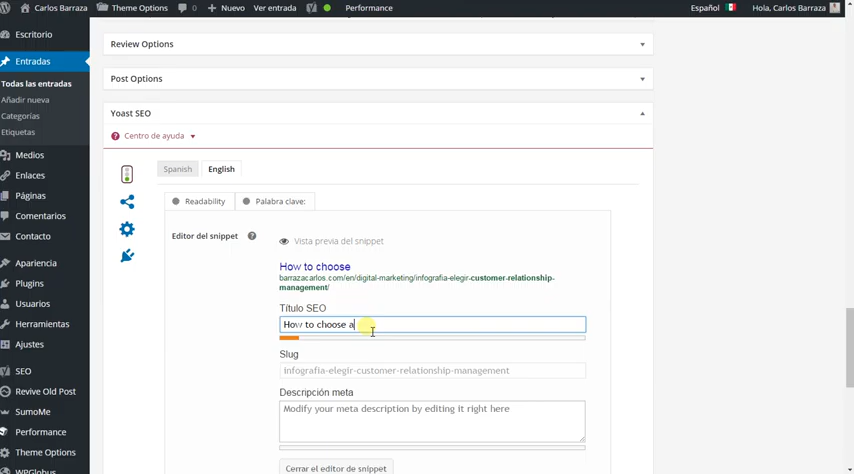 Carlos Barraza
Theme Options
0
Nuevo
Ver entrada
Performance
Español
Hola, Carlos Barraza
Escritorio
Entradas
Todas las entradas
Añadir nueva
Categorías
Etiquetas
Medios
Enlaces
Páginas
Comentarios
Contacto
Apariencia
Plugins
Usuarios
Herramientas
Ajustes
SEO
Revive Old Post
SumoMe
Performance
Theme Options
WPGlobus
Review Options
Post Options
Yoast SEO
Centro de ayuda
Spanish
English
Readability
Palabra clave:
Editor del snippet
Vista previa del snippet
How to choose
barrazacarlos.com/en/digital-marketing/infografia-elegir-customer-relationship-
management/
Título SEO
How to choose a
Slug
infografia-elegir-customer-relationship-management
Descripción meta
Modify your meta description by editing it right here
Cerrar el editor de snippet